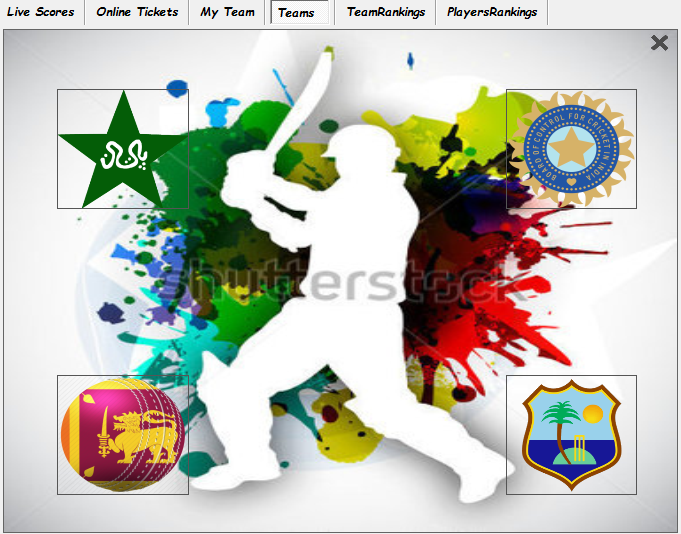 Live Scores
Online Tickets
My Team
Teams
TeamRankings
PlayersRankings
BOARD OF CONTROL FOR CRICKET IN INDIA
shutterstock